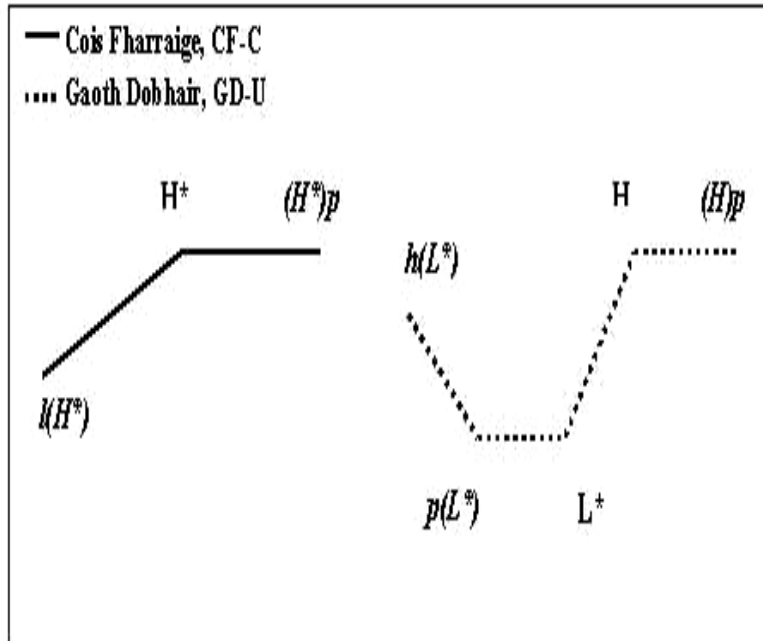 Cois Fharraige, CF-C
Gaoth Dobhair, GD-U
H* (H*)p H (H)p
h(L*)
l(H*)
p(L*) L*